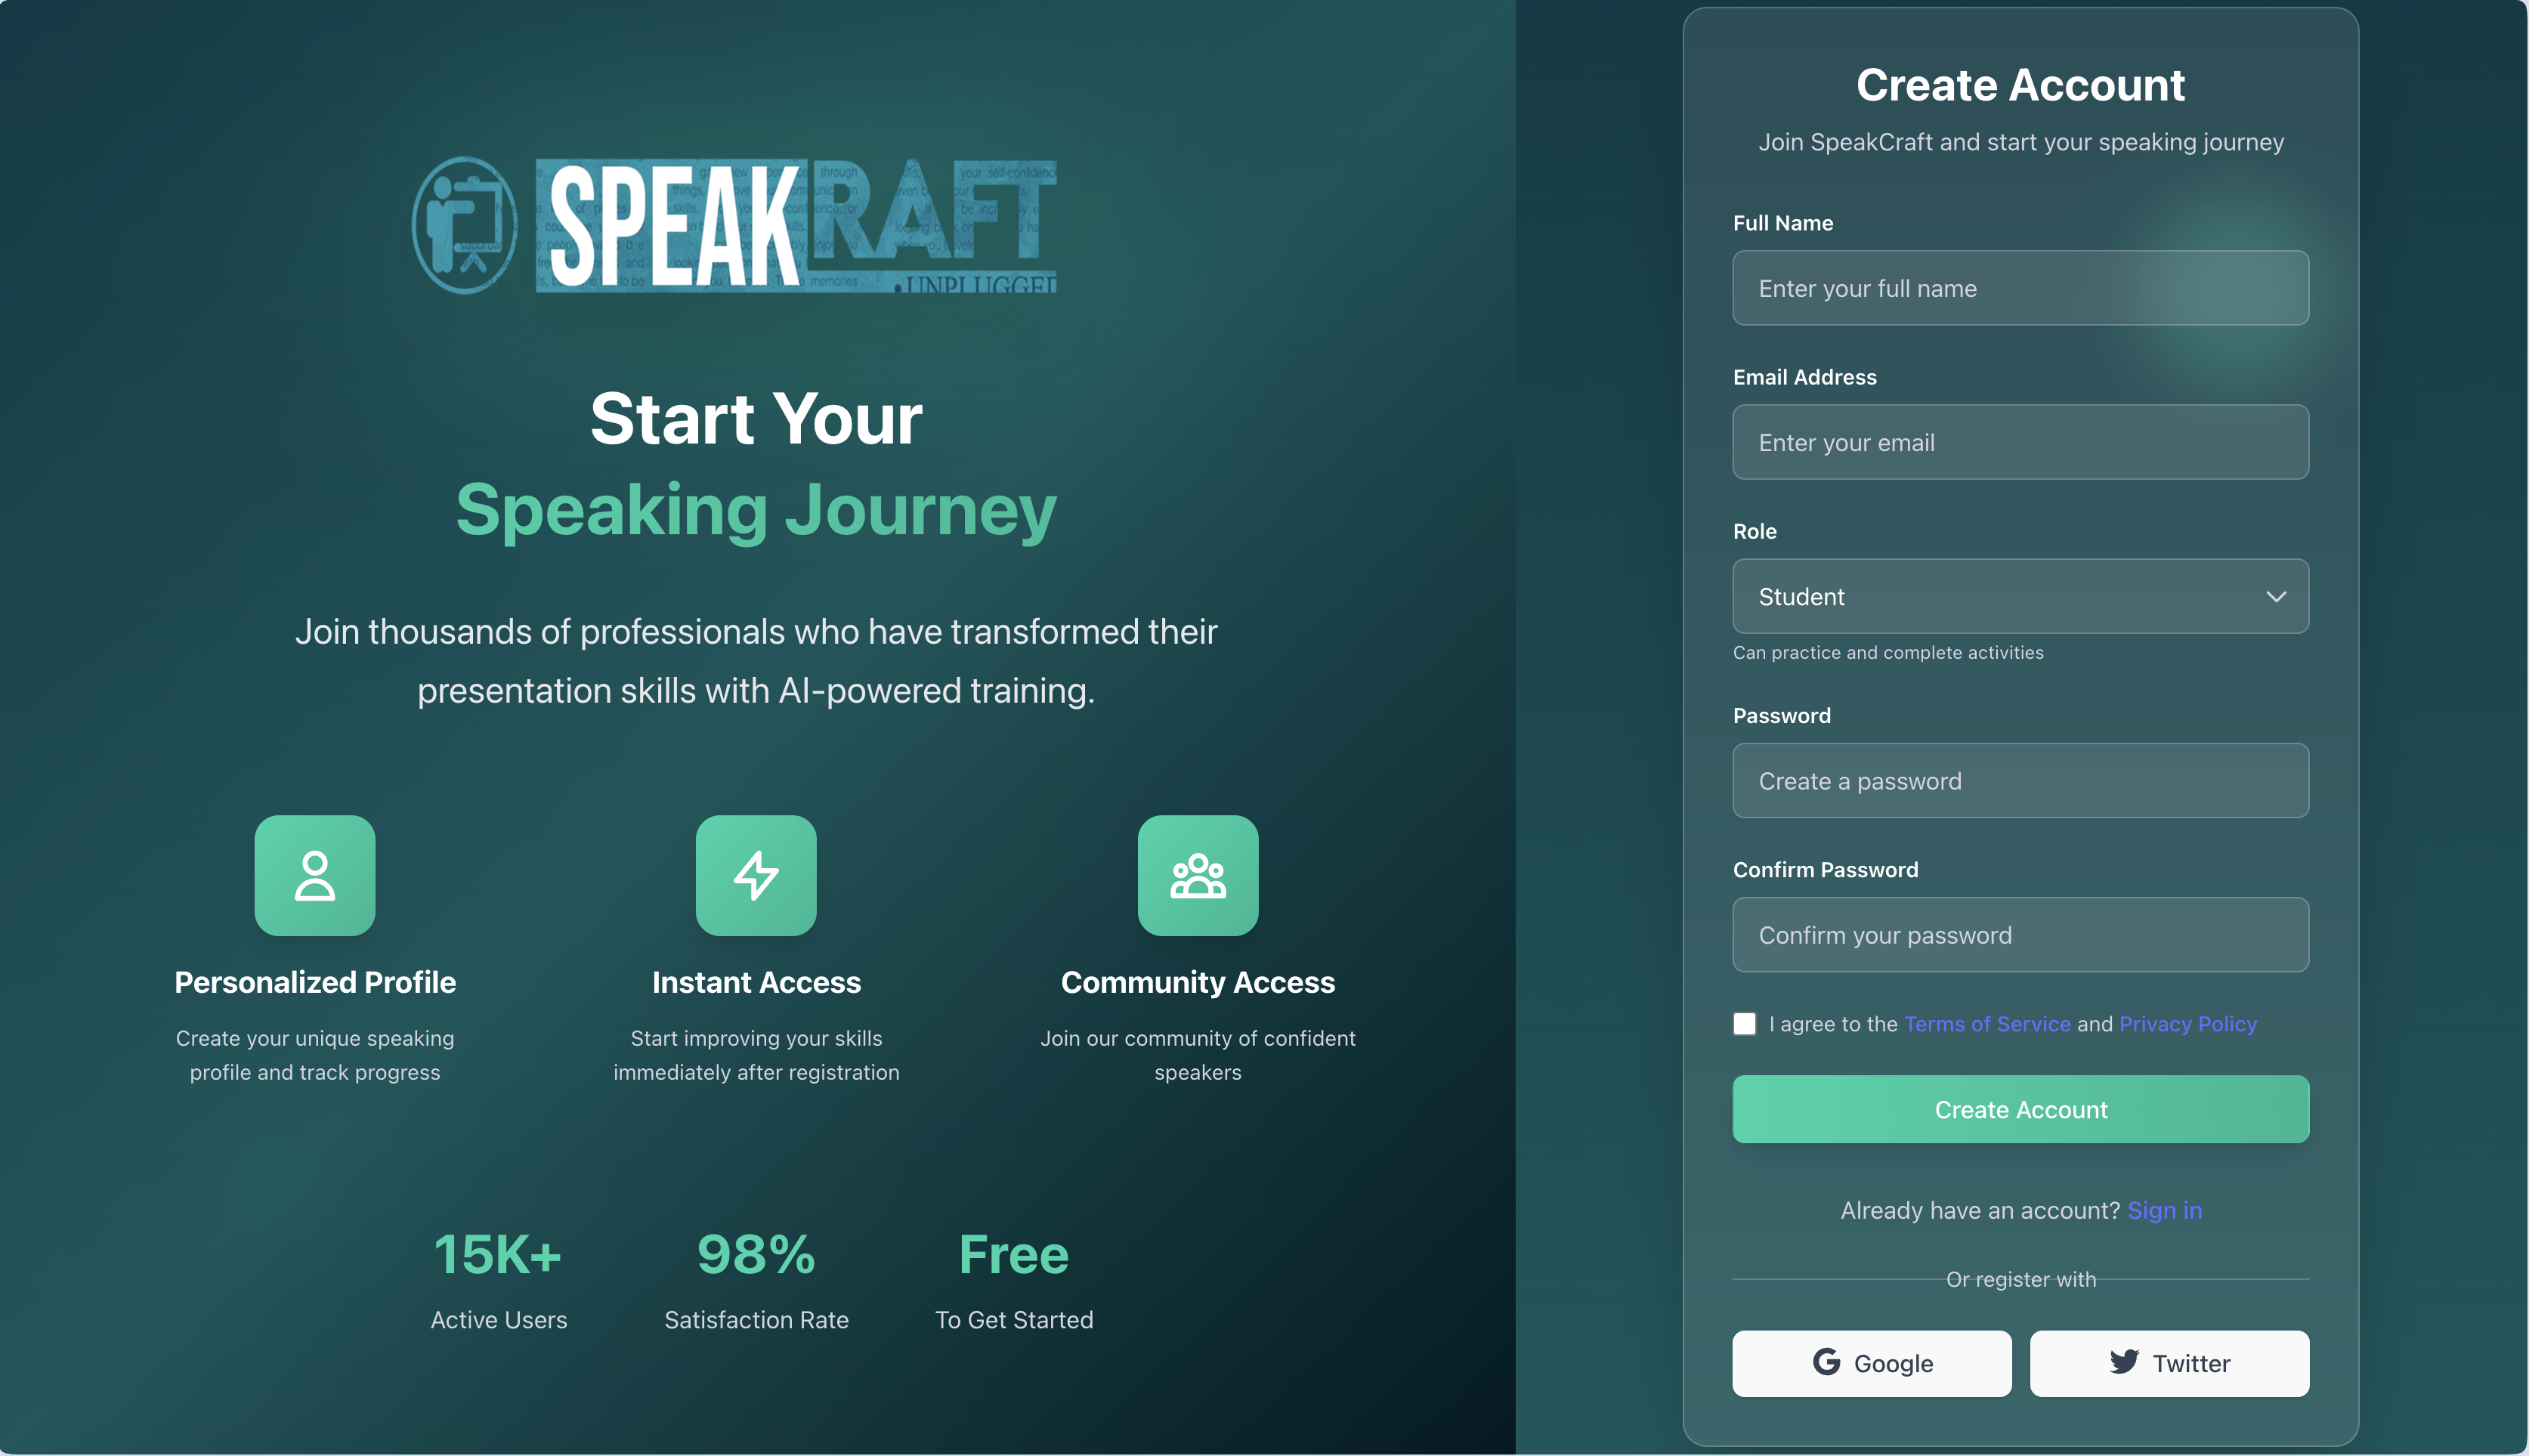 SPEAKRAFT
•UNPLUGGED
Start Your
Speaking Journey
Join thousands of professionals who have transformed their
presentation skills with AI-powered training.
Personalized Profile
Create your unique speaking
profile and track progress
Instant Access
Start improving your skills
immediately after registration
Community Access
Join our community of confident
speakers
15K+
Active Users
98%
Satisfaction Rate
Free
To Get Started
Create Account
Join SpeakCraft and start your speaking journey
Full Name
Enter your full name
Email Address
Enter your email
Role
Student
Can practice and complete activities
Password
Create a password
Confirm Password
Confirm your password
I agree to the Terms of Service and Privacy Policy
Create Account
Already have an account? Sign in
Or register with
Google
Twitter